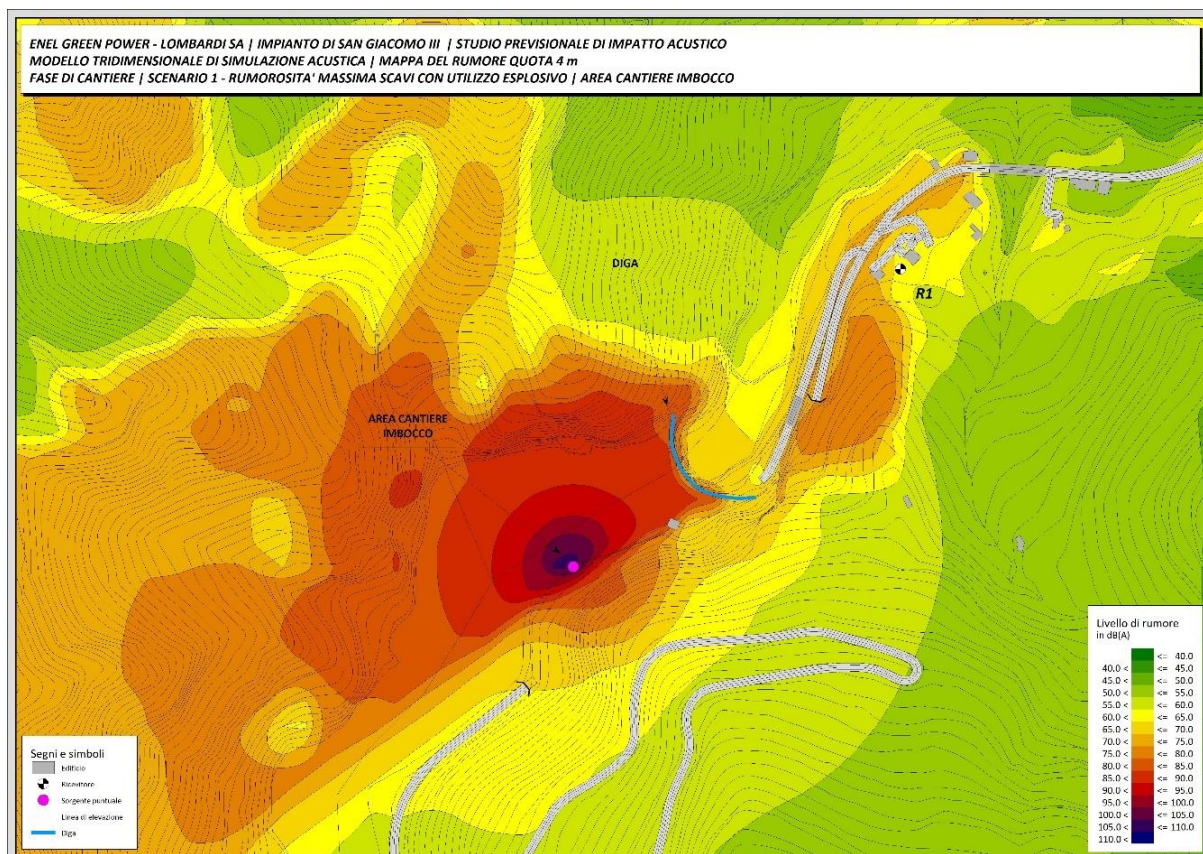 ENEL GREEN POWER - LOMBARDI SA | IMPIANTO DI SAN GIACOMO III | STUDIO PREVISIONALE DI IMPATTO ACUSTICO
MODELLO TRIDIMENSIONALE DI SIMULAZIONE ACUSTICA | MAPPA DEL RUMORE QUOTA 4 m
FASE DI CANTIERE | SCENARIO 1 - RUMOROSITA' MASSIMA SCAVI CON UTILIZZO ESPLOSIVO | AREA CANTIERE IMBOCCO
DIGA
R1
AREA CANTIERE
IMBOCCO
Segni e simboli
Edificio
Ricevitore
Sorgente puntuale
Linea di elevazione
Diga
Livello di rumore
in dB(A)
<= 40.0
40.0 < <= 45.0
45.0 < <= 50.0
50.0 < <= 55.0
55.0 < <= 60.0
60.0 < <= 65.0
65.0 < <= 70.0
70.0 < <= 75.0
75.0 < <= 80.0
80.0 < <= 85.0
85.0 < <= 90.0
90.0 < <= 95.0
95.0 < <= 100.0
100.0 < <= 105.0
105.0 < <= 110.0
110.0 <